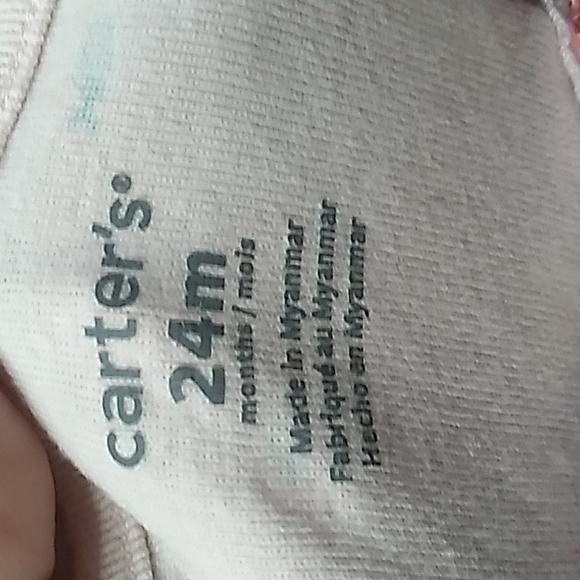 carter's®
24m
months / mois
Made in Myanmar
Fabriqué au Myanmar
Hecho en Myanmar